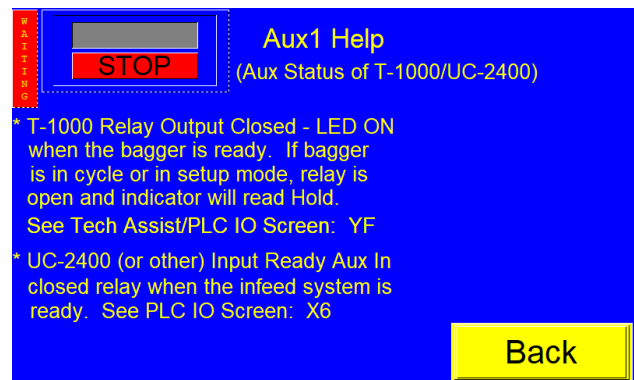 WAITING
STOP
Aux1 Help
(Aux Status of T-1000/UC-2400)
* T-1000 Relay Output Closed - LED ON
when the bagger is ready. If bagger
is in cycle or in setup mode, relay is
open and indicator will read Hold.
See Tech Assist/PLC IO Screen: YF
* UC-2400 (or other) Input Ready Aux In
closed relay when the infeed system is
ready. See PLC IO Screen: X6
Back